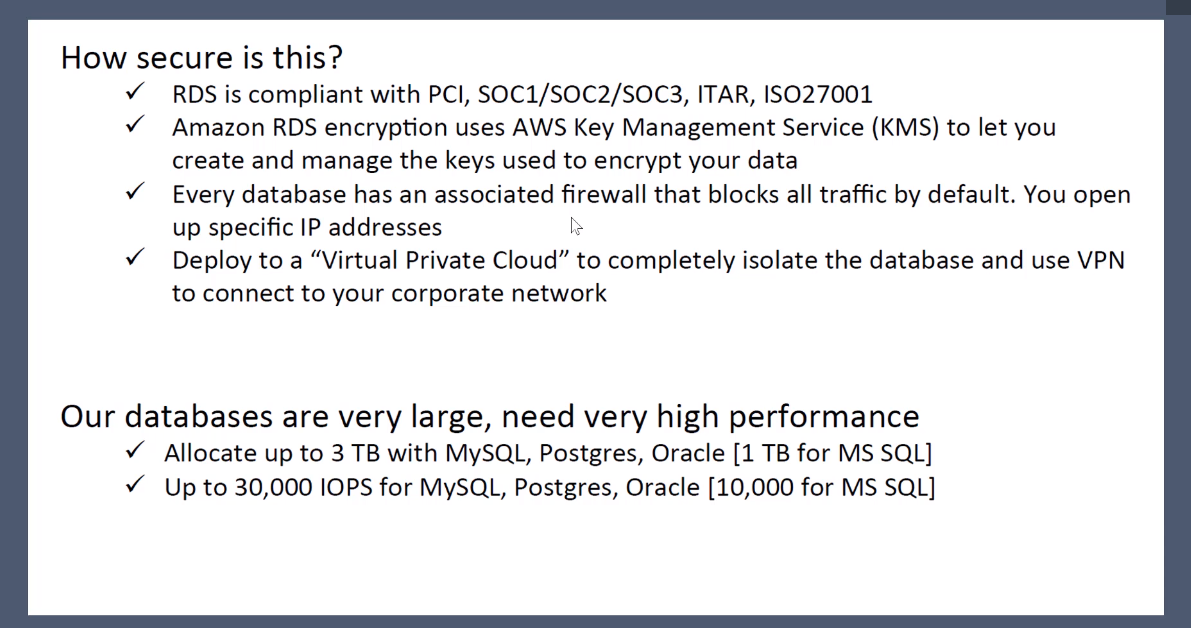 How secure is this?
✓ RDS is compliant with PCI, SOC1/SOC2/SOC3, ITAR, ISO27001
✓ Amazon RDS encryption uses AWS Key Management Service (KMS) to let you
create and manage the keys used to encrypt your data
✓ Every database has an associated firewall that blocks all traffic by default. You open
up specific IP addresses
✓ Deploy to a “Virtual Private Cloud” to completely isolate the database and use VPN
to connect to your corporate network
Our databases are very large, need very high performance
✓ Allocate up to 3 TB with MySQL, Postgres, Oracle [1 TB for MS SQL]
✓ Up to 30,000 IOPS for MySQL, Postgres, Oracle [10,000 for MS SQL]